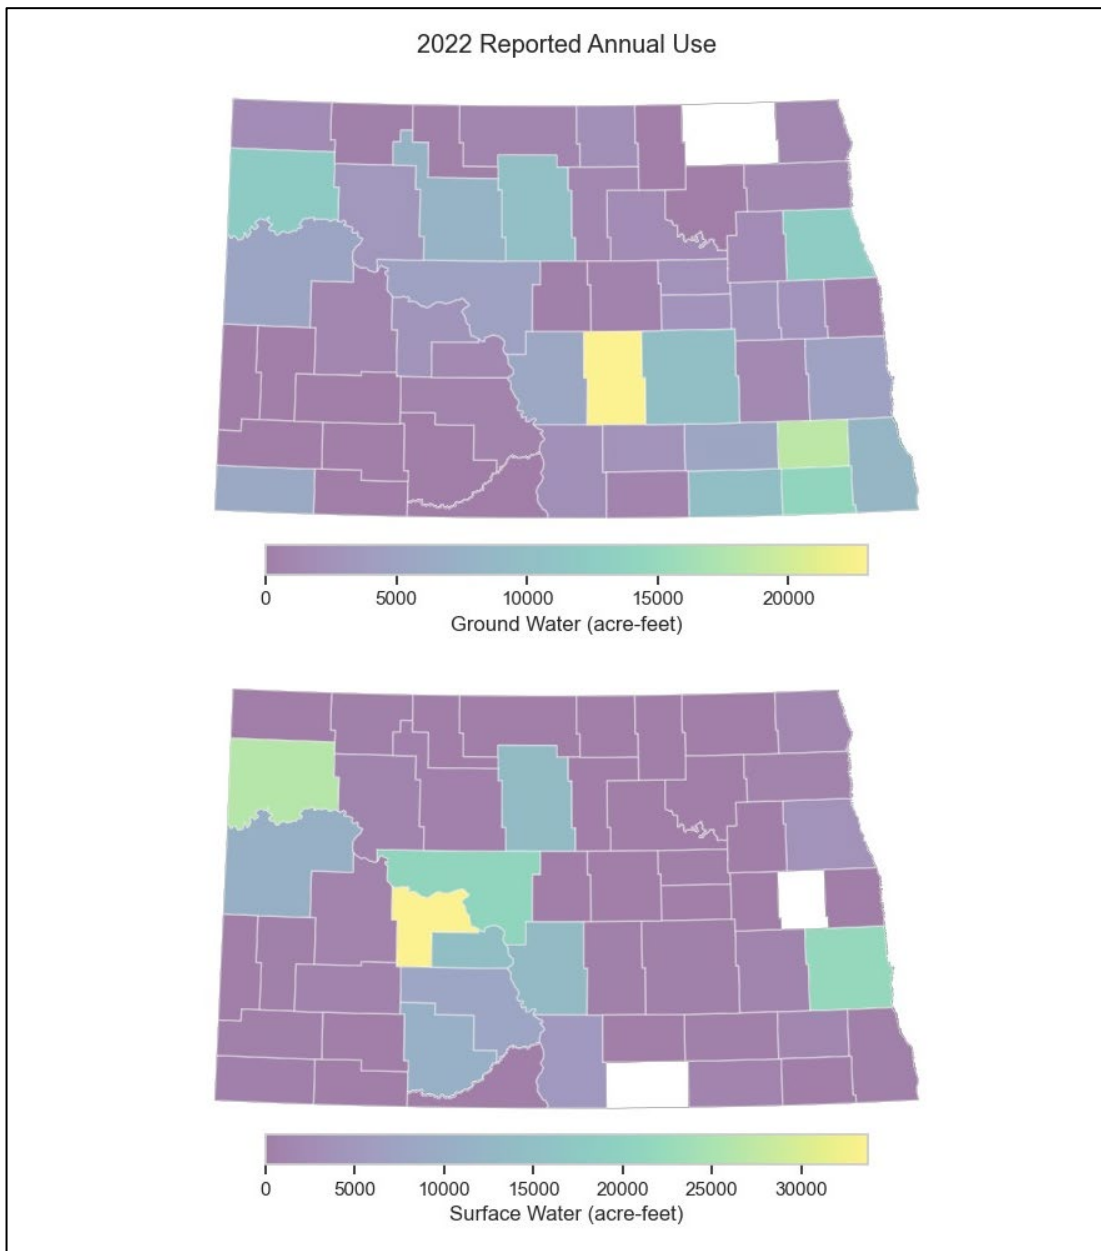 2022 Reported Annual Use
0 5000 10000 15000 20000
Ground Water (acre-feet)
0 5000 10000 15000 20000 25000 30000
Surface Water (acre-feet)